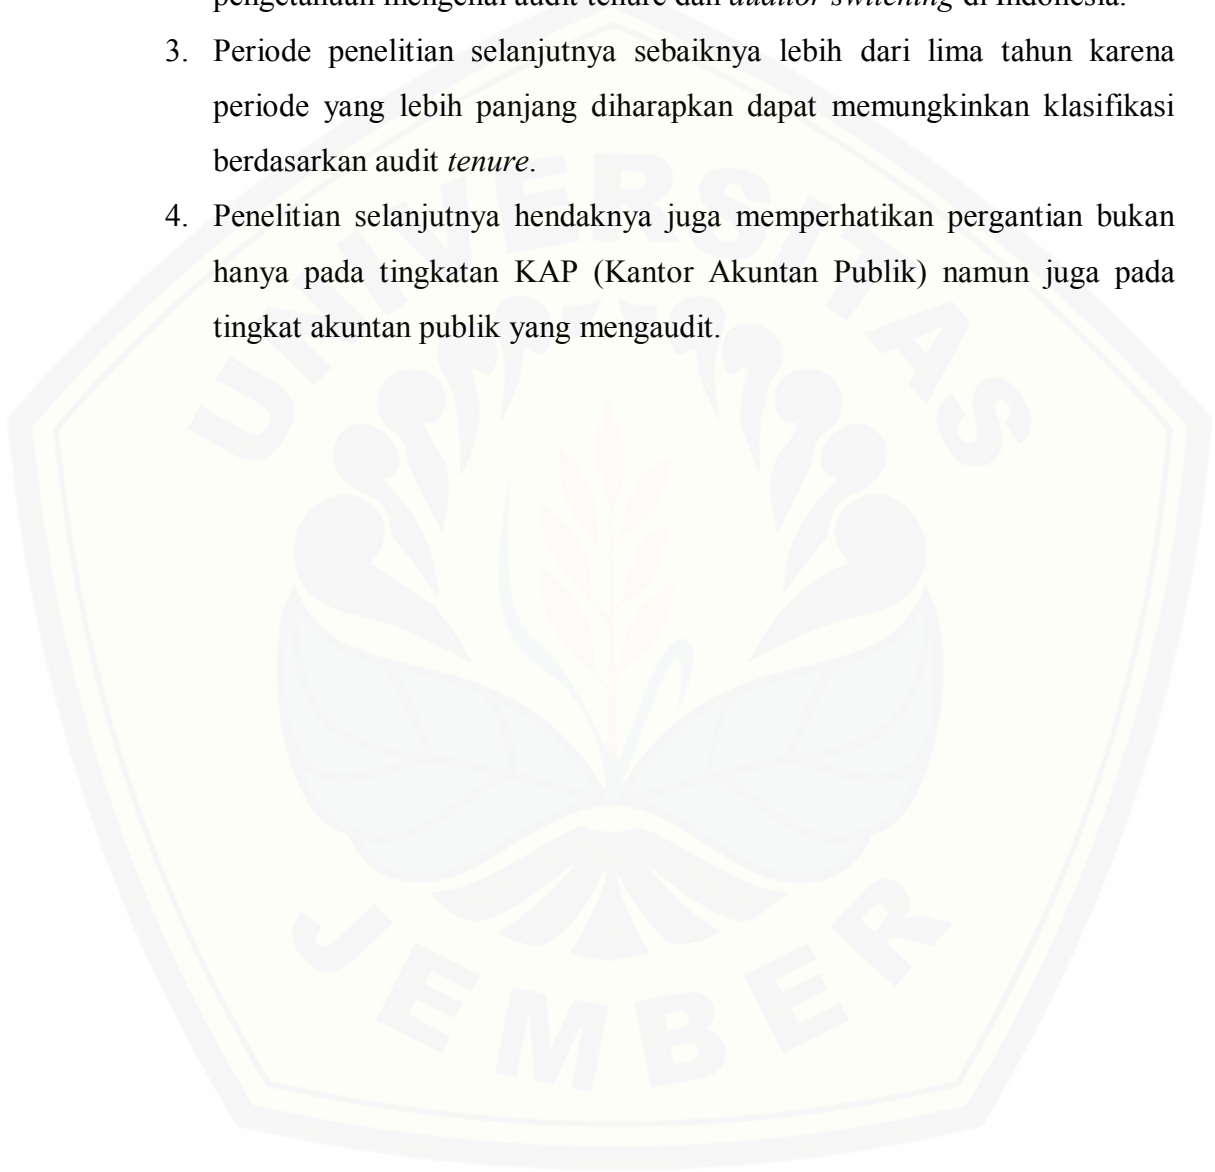 pengetahuan mengenai audit tenure dan auditor switching di Indonesia.
3. Periode penelitian selanjutnya sebaiknya lebih dari lima tahun karena
periode yang lebih panjang diharapkan dapat memungkinkan klasifikasi
berdasarkan audit tenure.
4. Penelitian selanjutnya hendaknya juga memperhatikan pergantian bukan
hanya pada tingkatan KAP (Kantor Akuntan Publik) namun juga pada
tingkat akuntan publik yang mengaudit.
UNIVERSITAS
JEMBER